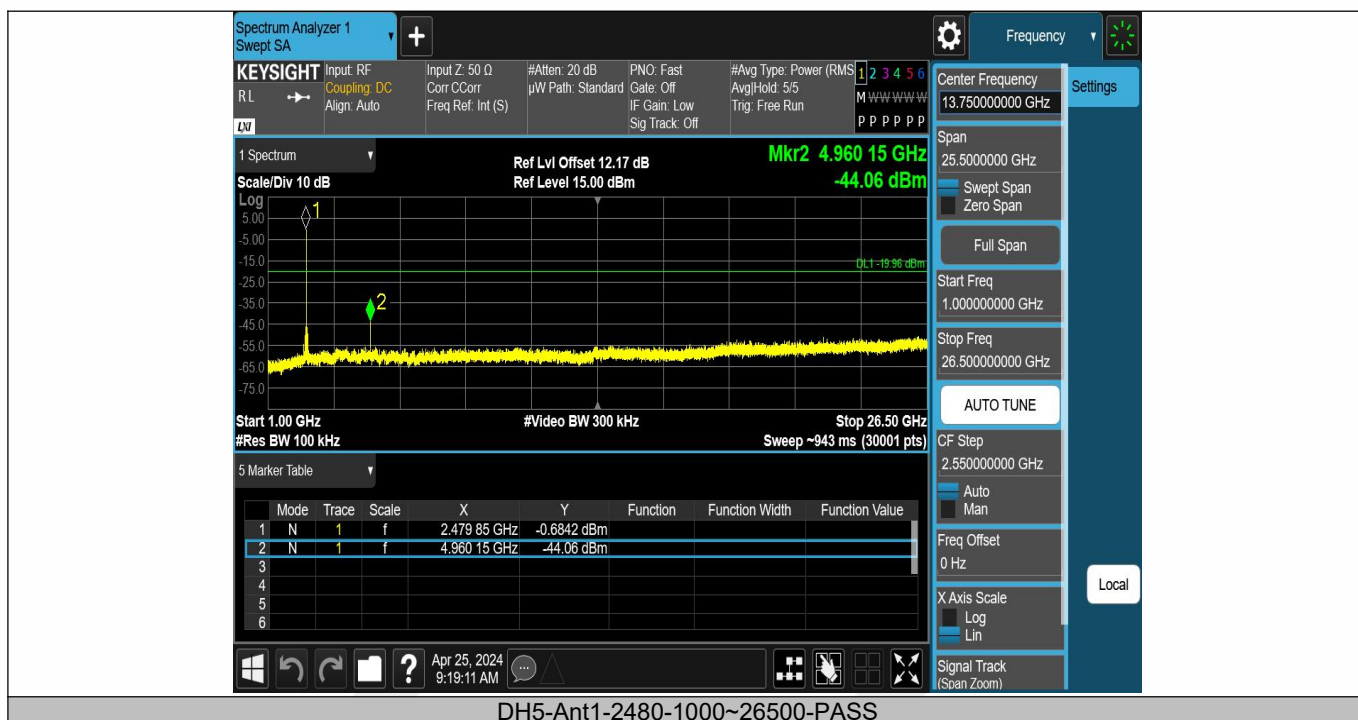 Spectrum Analyzer 1
Swept SA
+
Frequency
KEYSIGHT
RL
LXI
Input: RF
Coupling: DC
Align: Auto
Input Z: 50 Ω
Corr CCorr
Freq Ref: Int (S)
#Atten: 20 dB
µW Path: Standard
PNO: Fast
Gate: Off
IF Gain: Low
Sig Track: Off
#Avg Type: Power (RMS
Avg|Hold: 5/5
Trig: Free Run
1 2 3 4 5 6
M W W W W W
P P P P P P
1 Spectrum
Scale/Div 10 dB
Ref Lvl Offset 12.17 dB
Ref Level 15.00 dBm
Mkr2 4.960 15 GHz
-44.06 dBm
Log
5.00
-5.00
-15.0
-25.0
-35.0
-45.0
-55.0
-65.0
-75.0
1
2
DL1 -19.96 dBm
Start 1.00 GHz
#Video BW 300 kHz
Stop 26.50 GHz
#Res BW 100 kHz
Sweep ~943 ms (30001 pts)
5 Marker Table
Mode Trace Scale X Y Function Function Width Function Value
1 N 1 f 2.479 85 GHz -0.6842 dBm
2 N 1 f 4.960 15 GHz -44.06 dBm
3
4
5
6
?
Apr 25, 2024
9:19:11 AM
Center Frequency
13.750000000 GHz
Span
25.5000000 GHz
Swept Span
Zero Span
Full Span
Start Freq
1.000000000 GHz
Stop Freq
26.50000000 GHz
AUTO TUNE
CF Step
2.550000000 GHz
Auto
Man
Freq Offset
0 Hz
X Axis Scale
Log
Lin
Signal Track
(Span Zoom)
Settings
Local
DH5-Ant1-2480-1000~26500-PASS